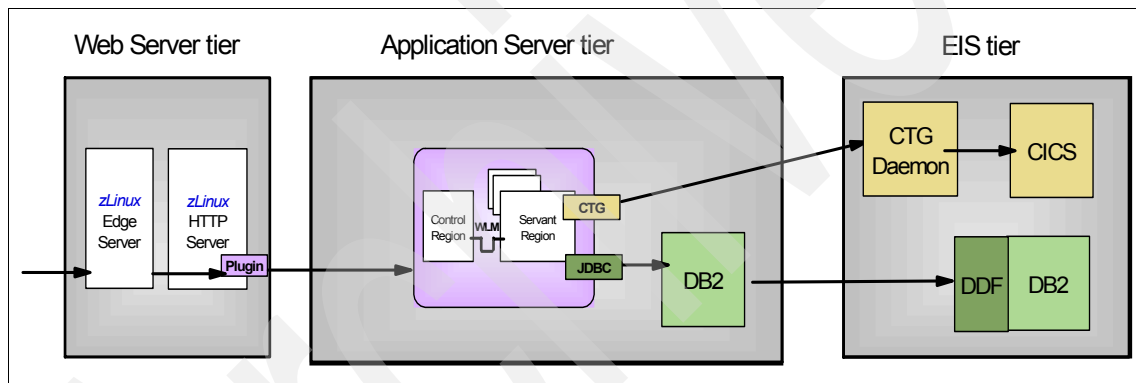 Web Server tier
Application Server tier
EIS tier
zLinux
Edge
Server
zLinux
HTTP
Server
Plugin
Control
Region
WLM
Servant
Region
CTG
JDBC
DB2
CTG
Daemon
CICS
DDF
DB2